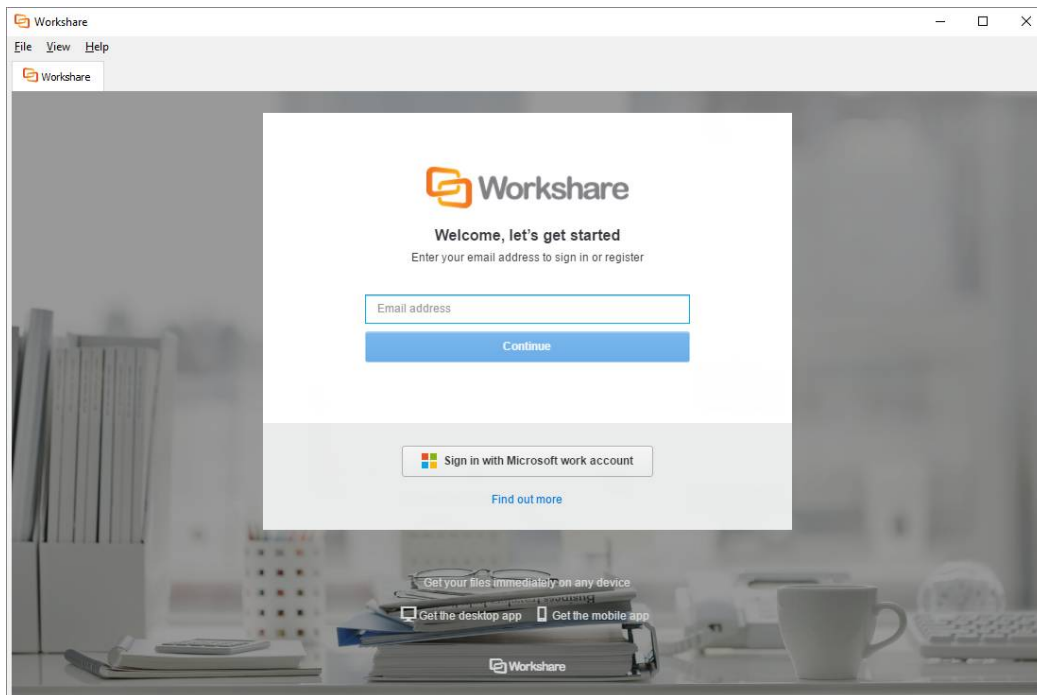 Workshare
File View Help
Workshare
Workshare
Welcome, let's get started
Enter your email address to sign in or register
Email address
Continue
Sign in with Microsoft work account
Find out more
Get your files immediately on any device
Business
Get the desktop app Get the mobile app
Workshare